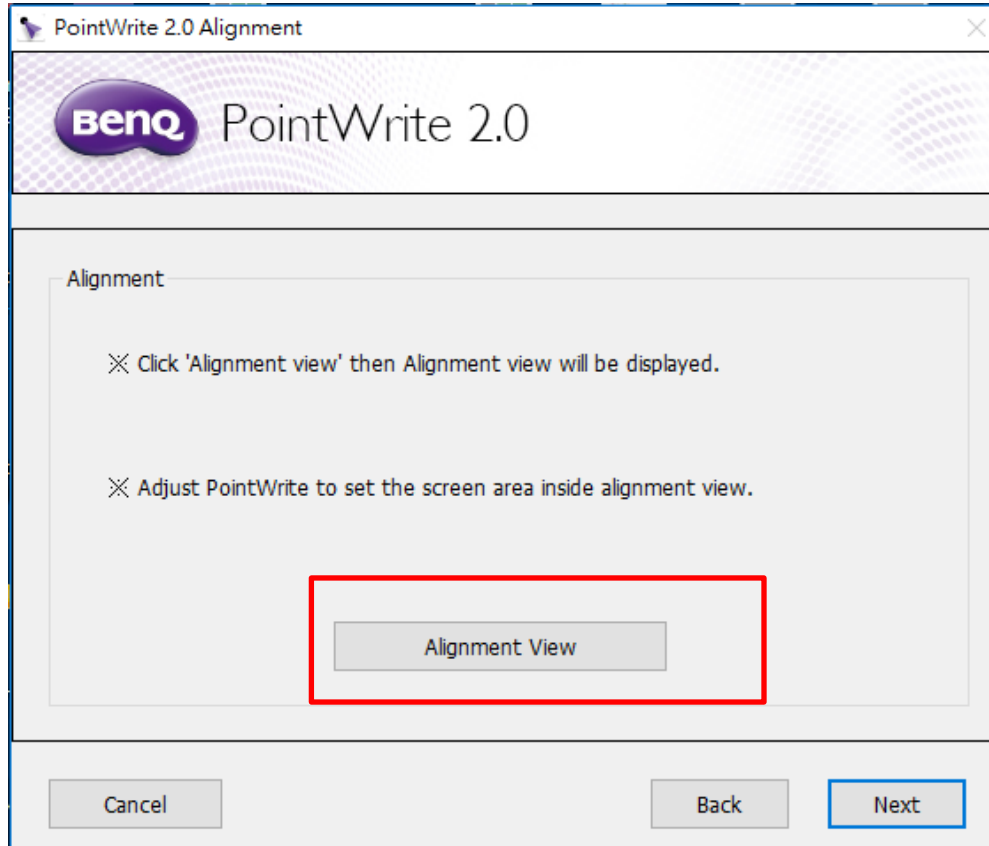 PointWrite 2.0 Alignment
BenQ PointWrite 2.0
Alignment
※ Click 'Alignment view' then Alignment view will be displayed.
※ Adjust PointWrite to set the screen area inside alignment view.
Alignment View
Cancel Back Next